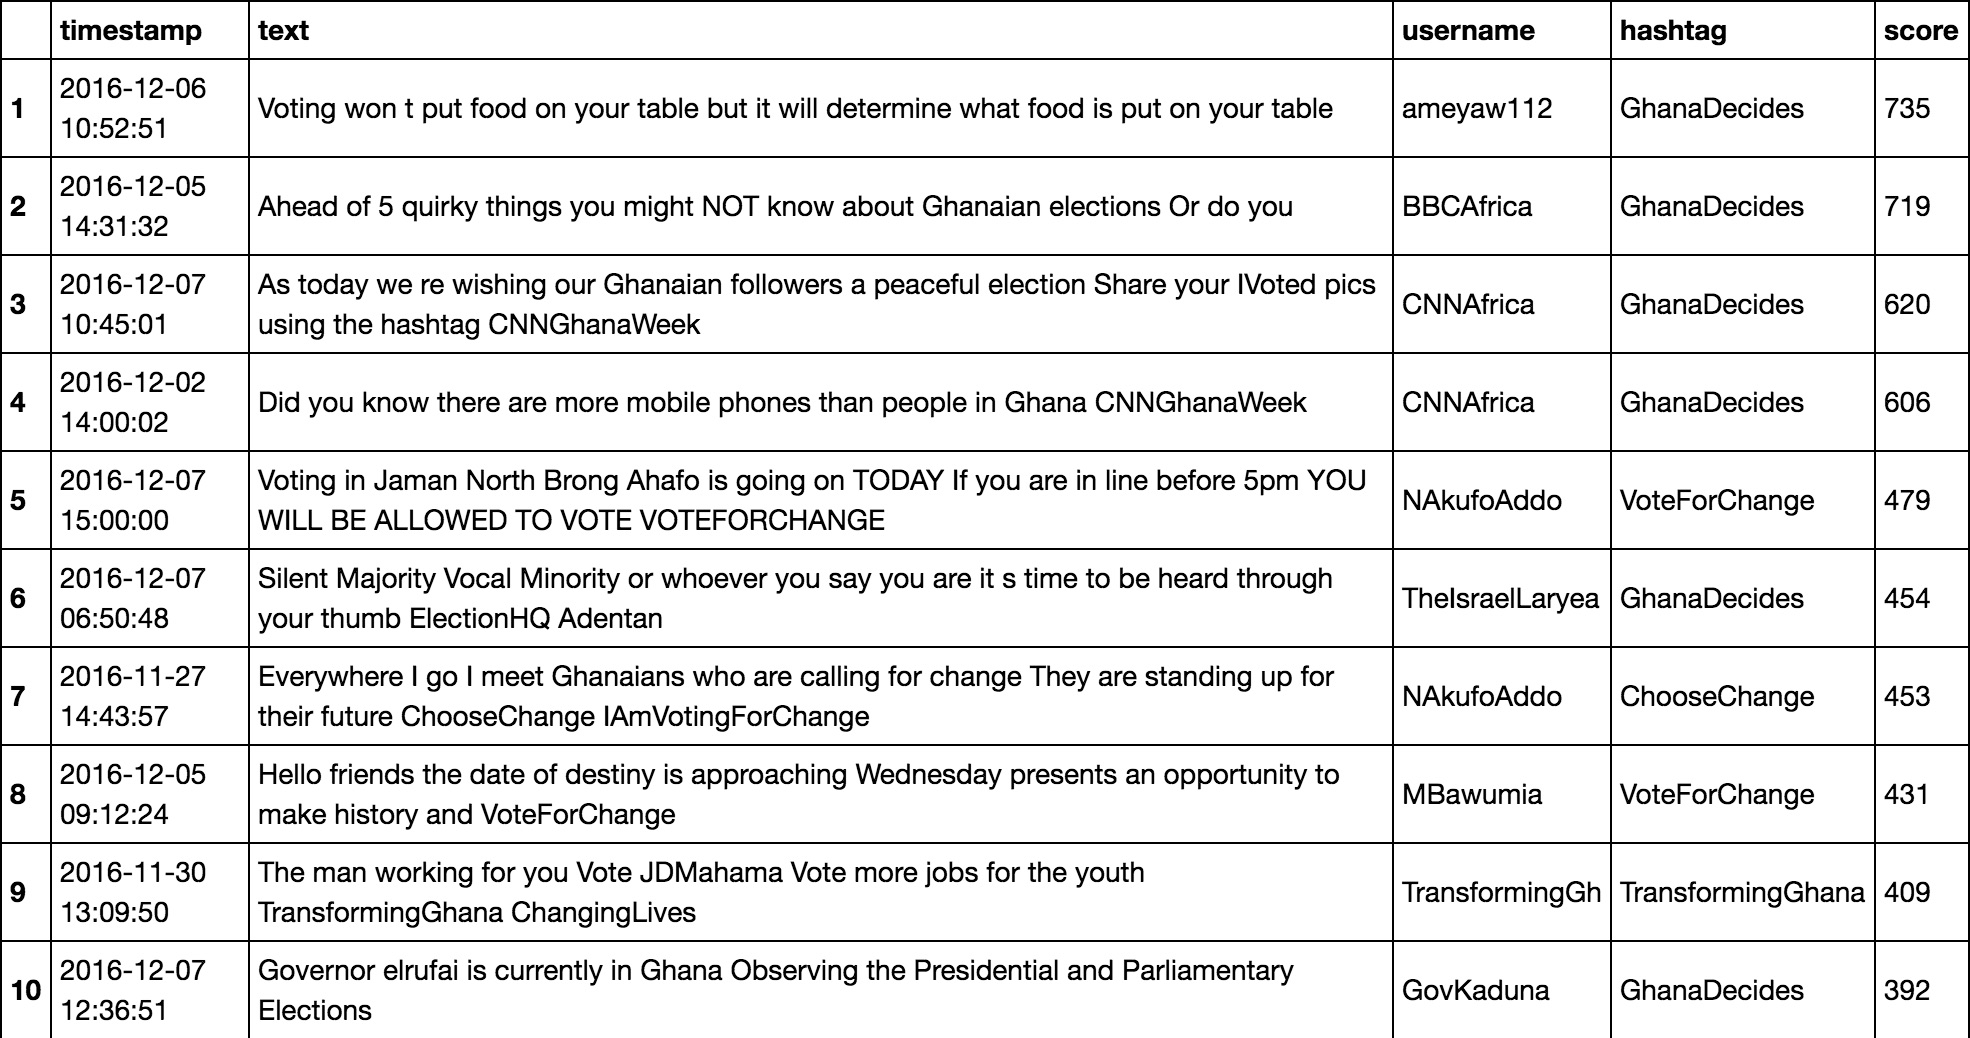 timestamp text username hashtag score
1 2016-12-06 10:52:51 Voting won t put food on your table but it will determine what food is put on your table ameyaw112 GhanaDecides 735
2 2016-12-05 14:31:32 Ahead of 5 quirky things you might NOT know about Ghanaian elections Or do you BBCAfrica GhanaDecides 719
3 2016-12-07 10:45:01 As today we re wishing our Ghanaian followers a peaceful election Share your IVoted pics using the hashtag CNNGhanaWeek CNNAfrica GhanaDecides 620
4 2016-12-02 14:00:02 Did you know there are more mobile phones than people in Ghana CNNGhanaWeek CNNAfrica GhanaDecides 606
5 2016-12-07 15:00:00 Voting in Jaman North Brong Ahafo is going on TODAY If you are in line before 5pm YOU WILL BE ALLOWED TO VOTE VOTEFORCHANGE NAkufoAddo VoteForChange 479
6 2016-12-07 06:50:48 Silent Majority Vocal Minority or whoever you say you are it s time to be heard through your thumb ElectionHQ Adentan TheIsraelLaryea GhanaDecides 454
7 2016-11-27 14:43:57 Everywhere I go I meet Ghanaians who are calling for change They are standing up for their future ChooseChange IAmVotingForChange NAkufoAddo ChooseChange 453
8 2016-12-05 09:12:24 Hello friends the date of destiny is approaching Wednesday presents an opportunity to make history and VoteForChange MBawumia VoteForChange 431
9 2016-11-30 13:09:50 The man working for you Vote JDMahama Vote more jobs for the youth TransformingGhana ChangingLives TransformingGh TransformingGhana 409
10 2016-12-07 12:36:51 Governor elrufai is currently in Ghana Observing the Presidential and Parliamentary Elections GovKaduna GhanaDecides 392